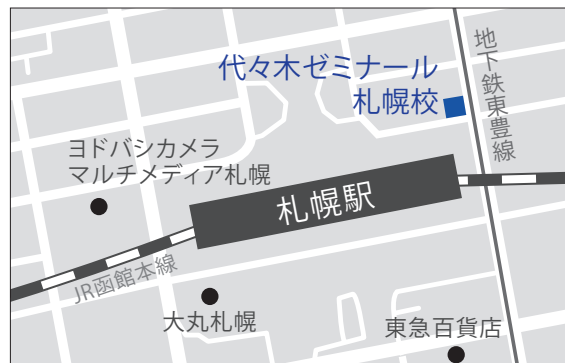 代々木ゼミナール
札幌校
地下鉄東豊線
ヨドバシカメラ
マルチメディア札幌
札幌駅
JR函館本線
大丸札幌
東急百貨店